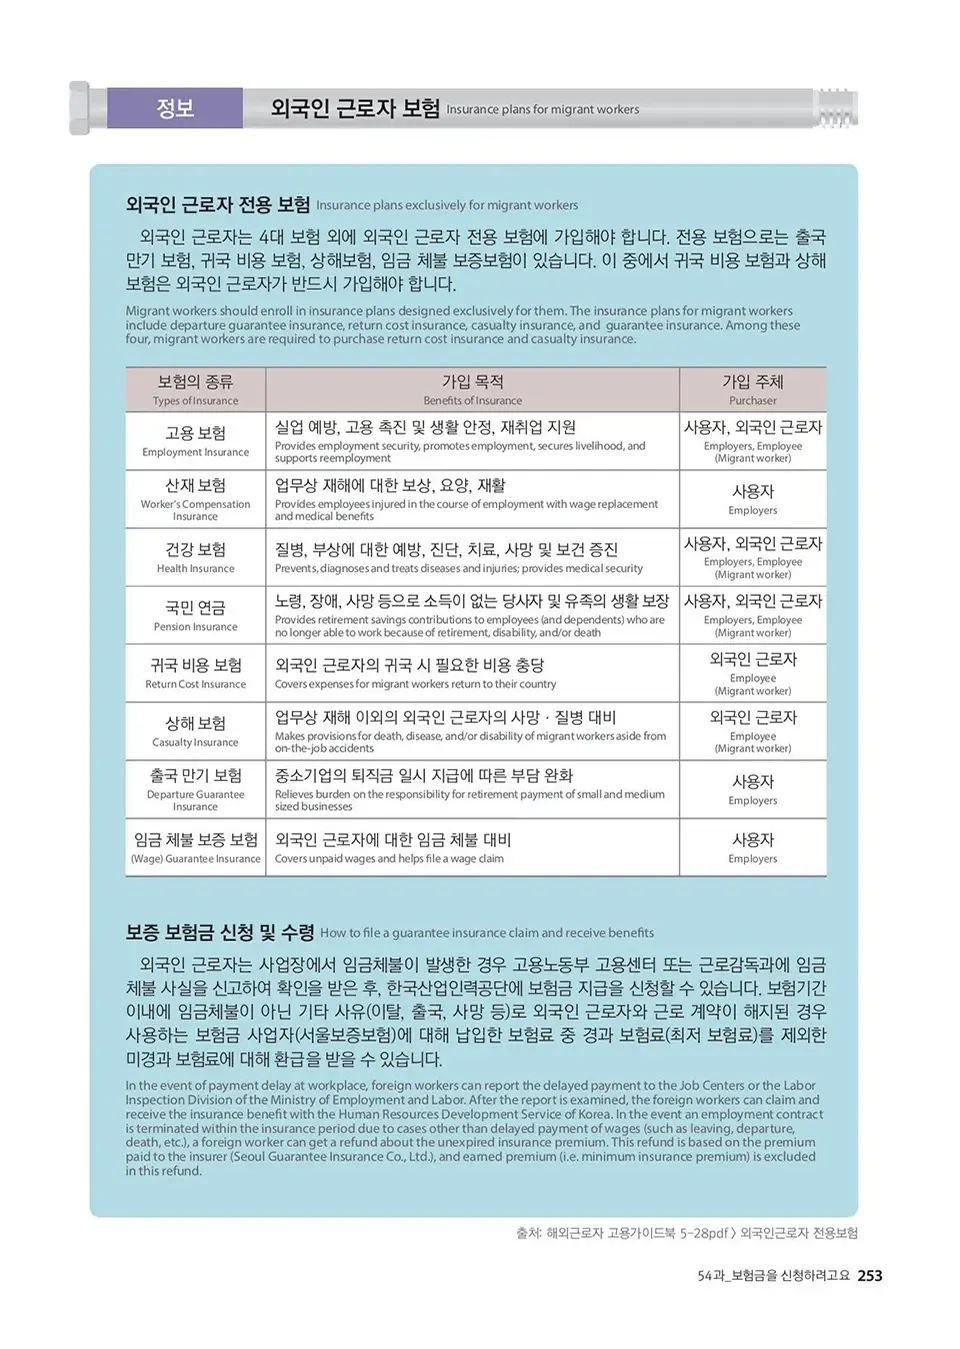 정보
외국인 근로자 보험 Insurance plans for migrant workers
외국인 근로자 전용 보험 Insurance plans exclusively for migrant workers
외국인 근로자는 4대 보험 외에 외국인 근로자 전용 보험에 가입해야 합니다. 전용 보험으로는 출국
만기 보험, 귀국 비용 보험, 상해보험, 임금 체불 보증보험이 있습니다. 이 중에서 귀국 비용 보험과 상해
보험은 외국인 근로자가 반드시 가입해야 합니다.
Migrant workers should enroll in insurance plans designed exclusively for them. The insurance plans for migrant workers
include departure guarantee insurance, return cost insurance, casualty insurance, and guarantee insurance. Among these
four, migrant workers are required to purchase return cost insurance and casualty insurance.
보험의 종류 가입 목적 가입 주체
Types of Insurance Benefits of Insurance Purchaser
고용 보험
Employment Insurance
실업 예방, 고용 촉진 및 생활 안정, 재취업 지원
Provides employment security, promotes employment, secures livelihood, and
supports reemployment
사용자, 외국인 근로자
Employers, Employee
(Migrant worker)
산재 보험
Worker's Compensation
Insurance
업무상 재해에 대한 보상, 요양, 재활
Provides employees injured in the course of employment with wage replacement
and medical benefits
사용자
Employers
건강 보험
Health Insurance
질병, 부상에 대한 예방, 진단, 치료, 사망 및 보건 증진
Prevents, diagnoses and treats diseases and injuries; provides medical security
사용자, 외국인 근로자
Employers, Employee
(Migrant worker)
국민 연금
Pension Insurance
노령, 장애, 사망 등으로 소득이 없는 당사자 및 유족의 생활 보장
Provides retirement savings contributions to employees (and dependents) who are
no longer able to work because of retirement, disability, and/or death
사용자, 외국인 근로자
Employers, Employee
(Migrant worker)
귀국 비용 보험
Return Cost Insurance
외국인 근로자의 귀국 시 필요한 비용 충당
Covers expenses for migrant workers return to their country
외국인 근로자
Employee
(Migrant worker)
상해 보험
Casualty Insurance
업무상 재해 이외의 외국인 근로자의 사망 · 질병 대비
Makes provisions for death, disease, and/or disability of migrant workers aside from
on-the-job accidents
외국인 근로자
Employee
(Migrant worker)
출국 만기 보험
Departure Guarantee
Insurance
중소기업의 퇴직금 일시 지급에 따른 부담 완화
Relieves burden on the responsibility for retirement payment of small and medium
sized businesses
사용자
Employers
임금 체불 보증 보험
(Wage) Guarantee Insurance
외국인 근로자에 대한 임금 체불 대비
Covers unpaid wages and helps file a wage claim
사용자
Employers
보증 보험금 신청 및 수령 How to file a guarantee insurance claim and receive benefits
외국인 근로자는 사업장에서 임금체불이 발생한 경우 고용노동부 고용센터 또는 근로감독과에 임금
체불 사실을 신고하여 확인을 받은 후, 한국산업인력공단에 보험금 지급을 신청할 수 있습니다. 보험기간
이내에 임금체불이 아닌 기타 사유(이탈, 출국, 사망 등)로 외국인 근로자와 근로 계약이 해지된 경우
사용하는 보험금 사업자(서울보증보험)에 대해 납입한 보험료 중 경과 보험료(최저 보험료)를 제외한
미경과 보험료에 대해 환급을 받을 수 있습니다.
In the event of payment delay at workplace, foreign workers can report the delayed payment to the Job Centers or the Labor
Inspection Division of the Ministry of Employment and Labor. After the report is examined, the foreign workers can claim and
receive the insurance benefit with the Human Resources Development Service of Korea. In the event an employment contract
is terminated within the insurance period due to cases other than delayed payment of wages (such as leaving, departure,
death, etc.), a foreign worker can get a refund about the unexpired insurance premium. This refund is based on the premium
paid to the insurer (Seoul Guarantee Insurance Co., Ltd.), and earned premium (i.e. minimum insurance premium) is excluded
in this refund.
출처: 해외근로자 고용가이드북 5-28pdf > 외국인근로자 전용보험
54과_보험금을 신청하려고요 253